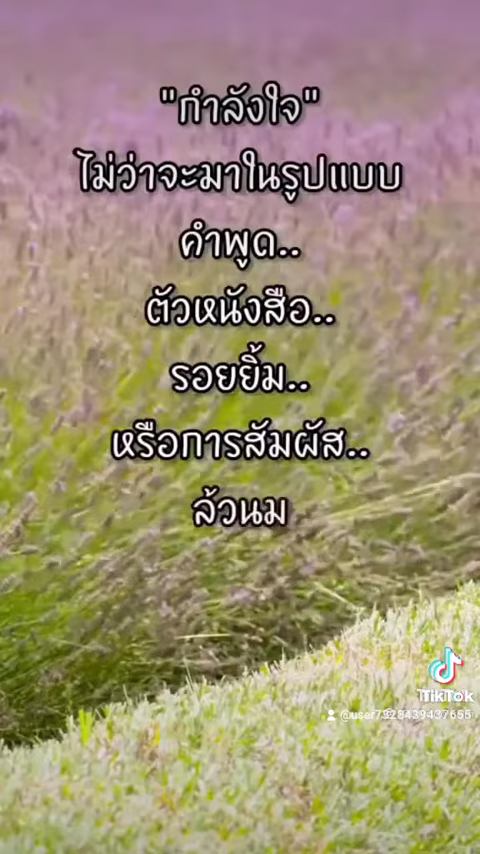 "กำลังใจ"
ไม่ว่าจะมาในรูปแบบ
คำพูด..
ตัวหนังสือ..
รอยยิ้ม..
หรือการสัมผัส..
ล้วนม
TikTok
@user7328439437655